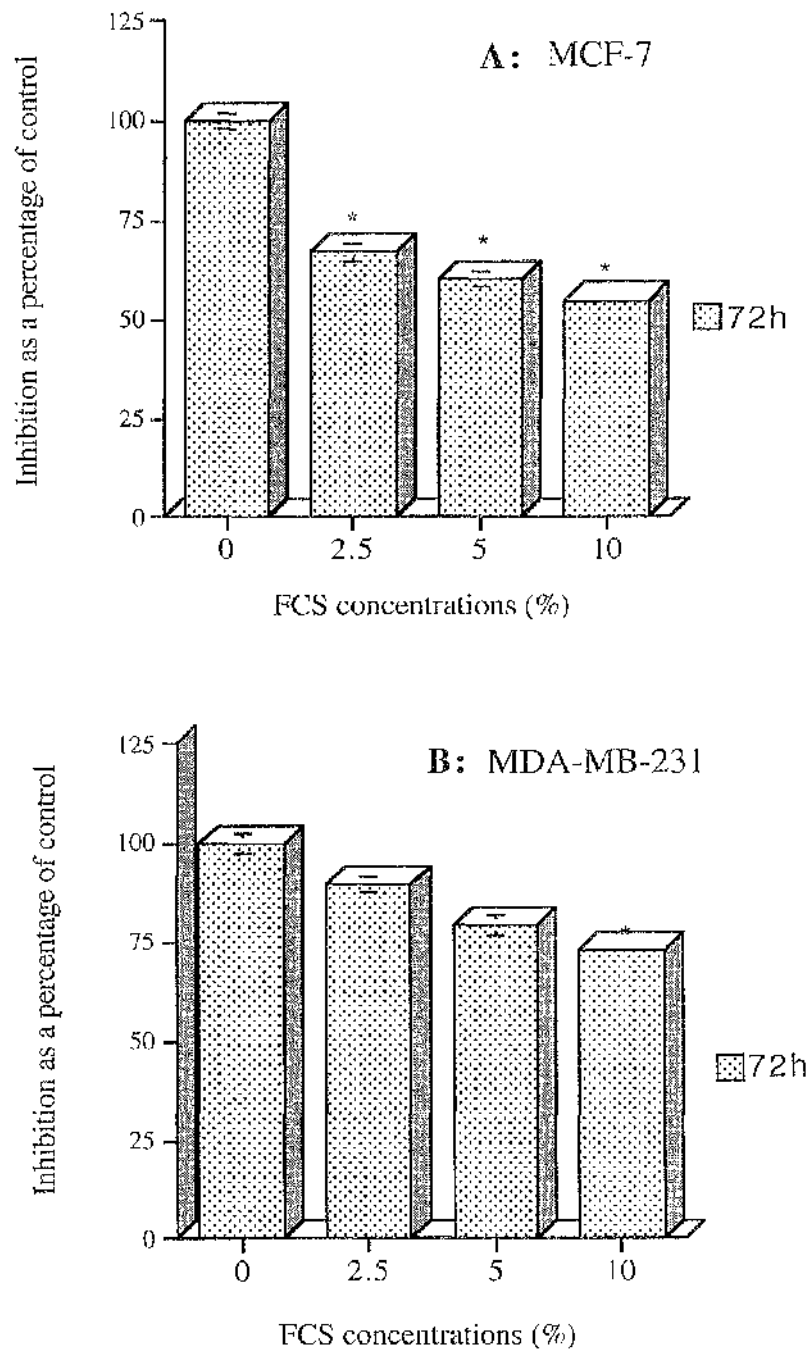 Inhibition as a percentage of control
125
100
75
50
25
0
A: MCF-7
*
*
*
72h
0 2.5 5 10
FCS concentrations (%)
Inhibition as a percentage of control
125
100
75
50
25
0
B: MDA-MB-231
*
72h
0 2.5 5 10
FCS concentrations (%)